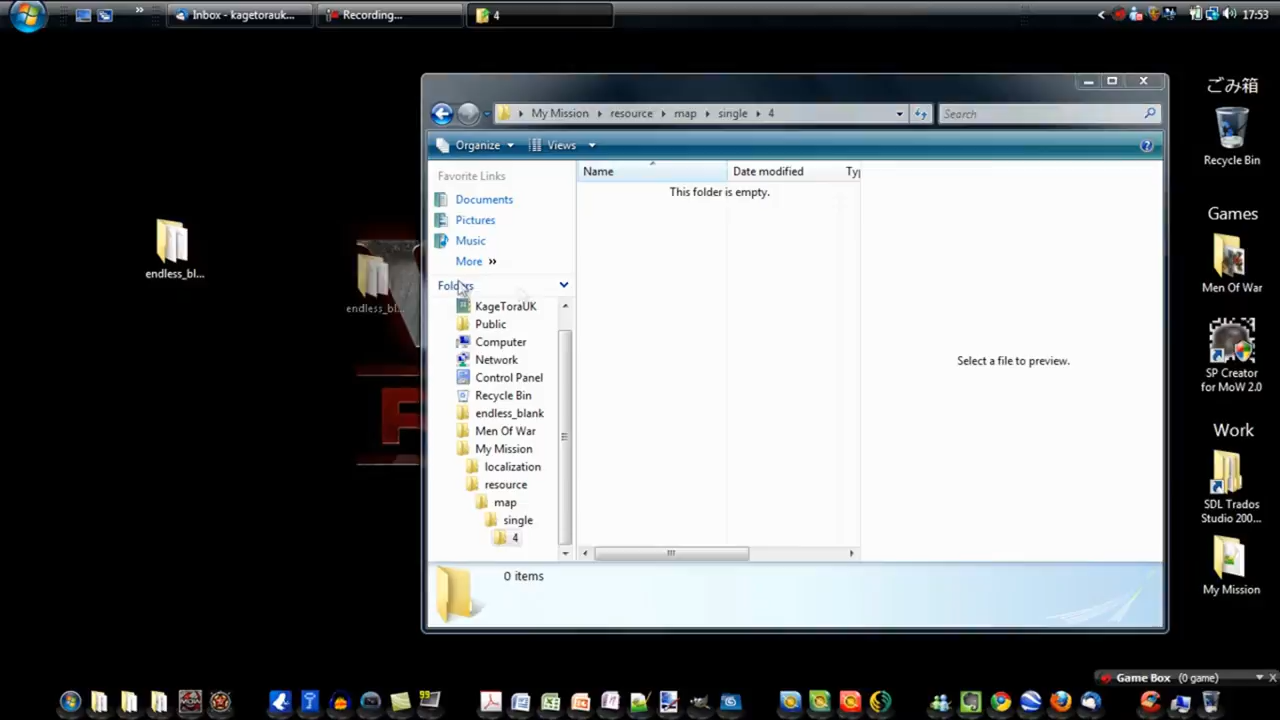 Inbox - kagetorauk...
Recording...
4
17:53
My Mission
resource
map
single
4
Search
Organize
Views
Name
Date modified
Ty
This folder is empty.
Favorite Links
Documents
Pictures
Music
More »
Folders
KageToraUK
Public
Computer
Network
Control Panel
Recycle Bin
endless_blank
Men Of War
My Mission
localization
resource
map
single
4
Select a file to preview.
0 items
endless_bl...
endless_bl...
ごみ箱
Recycle Bin
Games
Men Of War
SP Creator
for MoW 2.0
Work
SDL Trados
Studio 200...
My Mission
Game Box (0 game)
99